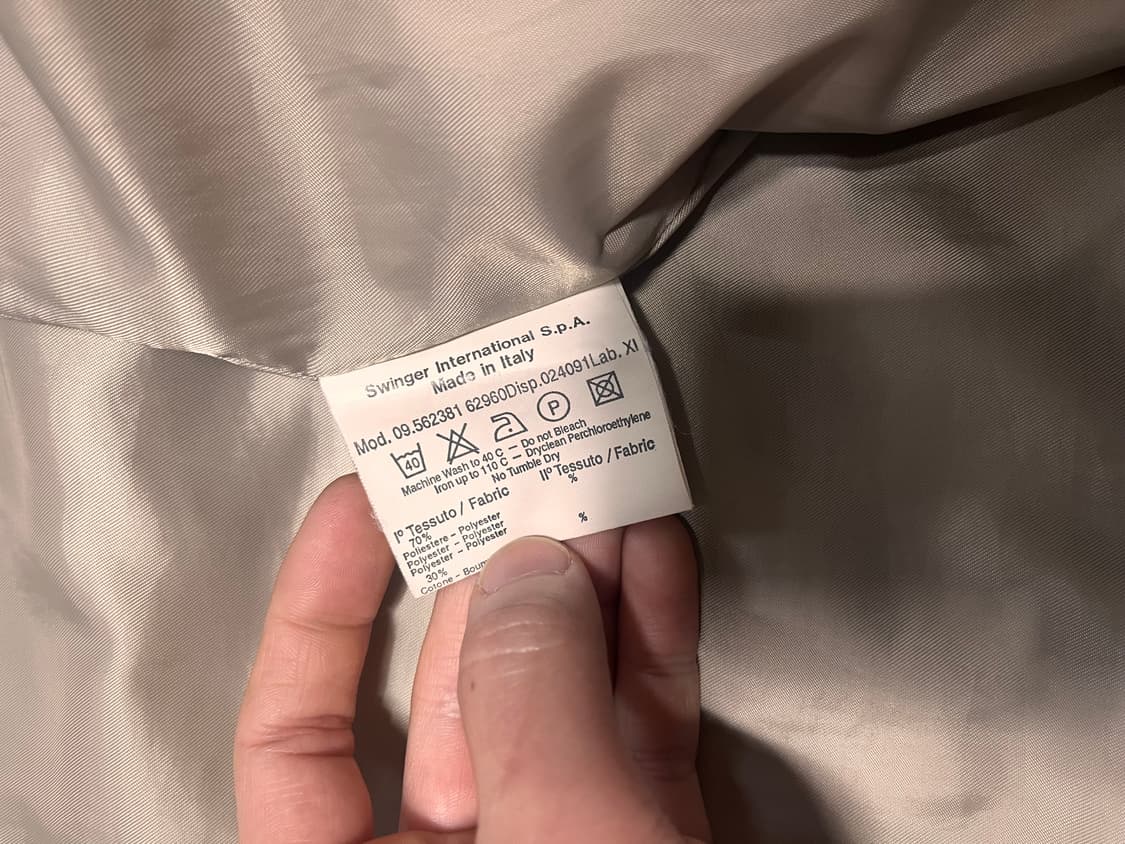 Swinger International S.p.A.
Made in Italy
Mod. 09.562381 62960Disp.024091Lab. XI
40 P
Machine Wash to 40 C – Do not Bleach
Iron up to 110 C – Dryclean Perchloroethylene
No Tumble Dry
I° Tessuto / Fabric II° Tessuto / Fabric
70% %
Poliestere – Polyester
Polyester – Polyester
Polyester – Polyester
30% %
Cotone –